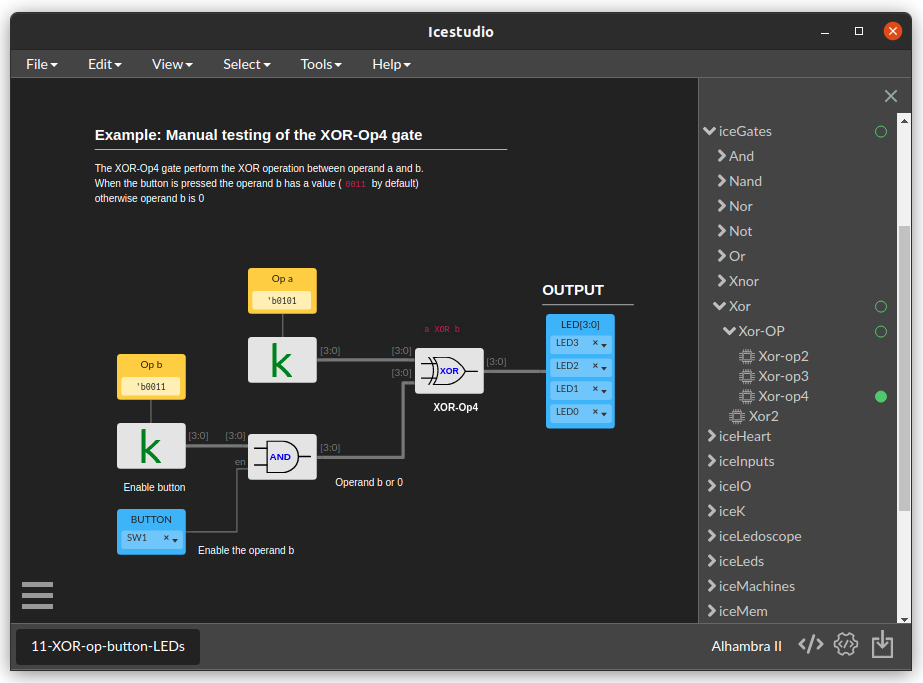 Icestudio
File Edit View Select Tools Help
Example: Manual testing of the XOR-Op4 gate
The XOR-Op4 gate perform the XOR operation between operand a and b.
When the button is pressed the operand b has a value ( 0011 by default)
otherwise operand b is 0
Op a
'b0101
k
[3:0]
Op b
'b0011
k
[3:0]
Enable button
BUTTON
SW1
Enable the operand b
[3:0]
en
AND
[3:0]
Operand b or 0
a XOR b
[3:0]
[3:0]
XOR
[3:0]
XOR-Op4
OUTPUT
LED[3:0]
LED3
LED2
LED1
LED0
iceGates
And
Nand
Nor
Not
Or
Xnor
Xor
Xor-OP
Xor-op2
Xor-op3
Xor-op4
Xor2
iceHeart
iceInputs
iceIO
iceK
iceLedoscope
iceLeds
iceMachines
iceMem
11-XOR-op-button-LEDs
Alhambra II